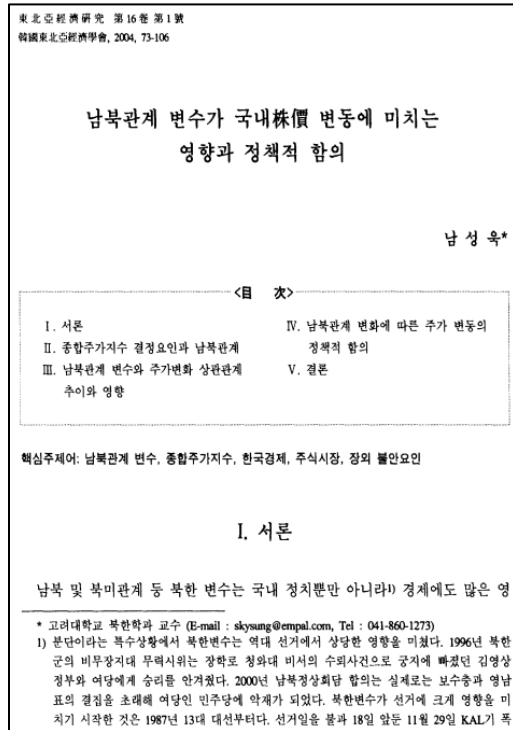 東北亞經濟硏究 第16卷 第1號
韓國東北亞經濟學會, 2004, 73-106
남북관계 변수가 국내株價 변동에 미치는
영향과 정책적 함의
남 성 욱*
<目 次>
Ⅰ. 서론
Ⅱ. 종합주가지수 결정요인과 남북관계
Ⅲ. 남북관계 변수와 주가변화 상관관계
추이와 영향
Ⅳ. 남북관계 변화에 따른 주가 변동의
정책적 함의
Ⅴ. 결론
핵심주제어: 남북관계 변수, 종합주가지수, 한국경제, 주식시장, 장외 불안요인
Ⅰ. 서론
남북 및 북미관계 등 북한 변수는 국내 정치뿐만 아니라1) 경제에도 많은 영
* 고려대학교 북한학과 교수 (E-mail : skysung@empal.com, Tel : 041-860-1273)
1) 분단이라는 특수상황에서 북한변수는 역대 선거에서 상당한 영향을 미쳤다. 1996년 북한
군의 비무장지대 무력시위는 장학로 청와대 비서의 수뢰사건으로 궁지에 빠졌던 김영상
정부와 여당에게 승리를 안겨줬다. 2000년 남북정상회담 합의는 실제로는 보수층과 영남
표의 결집을 초래해 여당인 민주당에 악재가 되었다. 북한변수가 선거에 크게 영향을 미
치기 시작한 것은 1987년 13대 대선부터다. 선거일을 불과 18일 앞둔 11월 29일 KAL기 폭